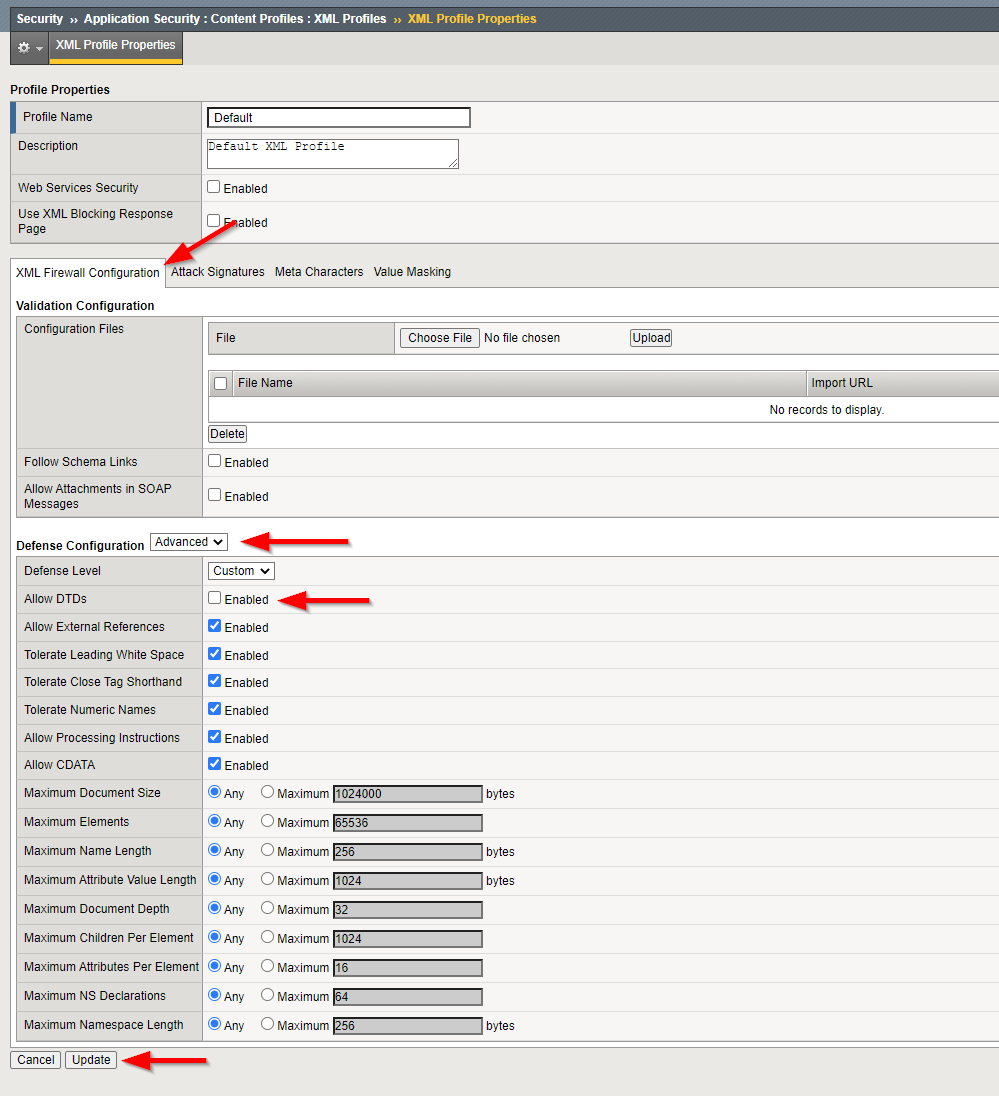 Security ›› Application Security : Content Profiles : XML Profiles ›› XML Profile Properties
XML Profile Properties
Profile Properties
Profile Name Default
Description Default XML Profile
Web Services Security Enabled
Use XML Blocking Response
Page Enabled
XML Firewall Configuration Attack Signatures Meta Characters Value Masking
Validation Configuration
Configuration Files File Choose File No file chosen Upload
File Name Import URL
No records to display.
Delete
Follow Schema Links Enabled
Allow Attachments in SOAP
Messages Enabled
Defense Configuration Advanced
Defense Level Custom
Allow DTDs Enabled
Allow External References Enabled
Tolerate Leading White Space Enabled
Tolerate Close Tag Shorthand Enabled
Tolerate Numeric Names Enabled
Allow Processing Instructions Enabled
Allow CDATA Enabled
Maximum Document Size Any Maximum 1024000 bytes
Maximum Elements Any Maximum 65536
Maximum Name Length Any Maximum 256 bytes
Maximum Attribute Value Length Any Maximum 1024 bytes
Maximum Document Depth Any Maximum 32
Maximum Children Per Element Any Maximum 1024
Maximum Attributes Per Element Any Maximum 16
Maximum NS Declarations Any Maximum 64
Maximum Namespace Length Any Maximum 256 bytes
Cancel Update